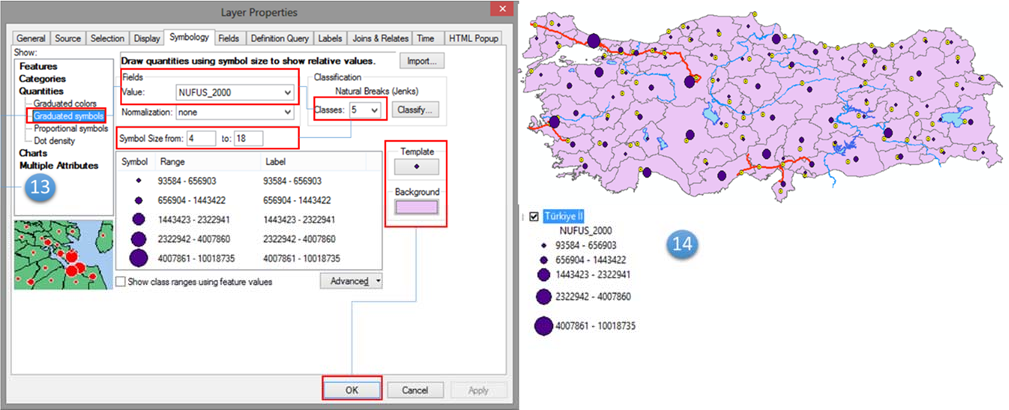 Layer Properties
General Source Selection Display Symbology Fields Definition Query Labels Joins & Relates Time HTML Popup
Show:
Features
Categories
Quantities
Graduated colors
Graduated symbols
Proportional symbols
Dot density
Charts
Multiple Attributes
13
Draw quantities using symbol size to show relative values.
Import...
Fields
Value: NUFUS_2000
Normalization: none
Classification
Natural Breaks (Jenks)
Classes: 5 Classify...
Symbol Size from: 4 to: 18
Symbol Range Label
93584 - 656903 93584 - 656903
656904 - 1443422 656904 - 1443422
1443423 - 2322941 1443423 - 2322941
2322942 - 4007860 2322942 - 4007860
4007861 - 10018735 4007861 - 10018735
Template
Background
Show class ranges using feature values
Advanced
OK Cancel Apply
Türkiye II
NUFUS_2000
93584 - 656903
656904 - 1443422
1443423 - 2322941
2322942 - 4007860
4007861 - 10018735
14